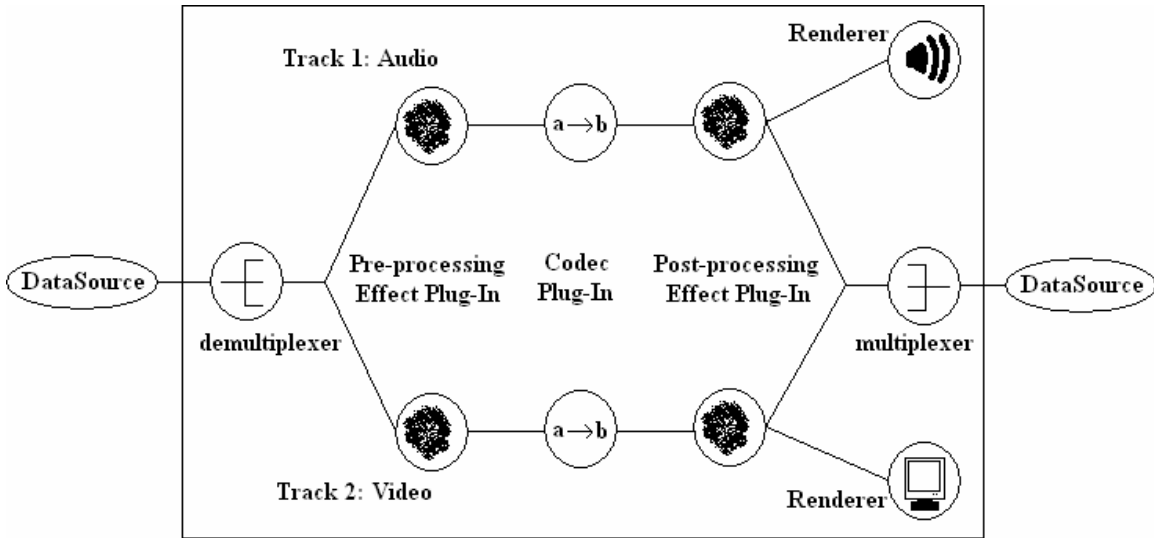 Renderer
Track 1: Audio
a→b
Pre-processing
Effect Plug-In
Codec
Plug-In
Post-processing
Effect Plug-In
DataSource
DataSource
demultiplexer
multiplexer
a→b
Track 2: Video
Renderer